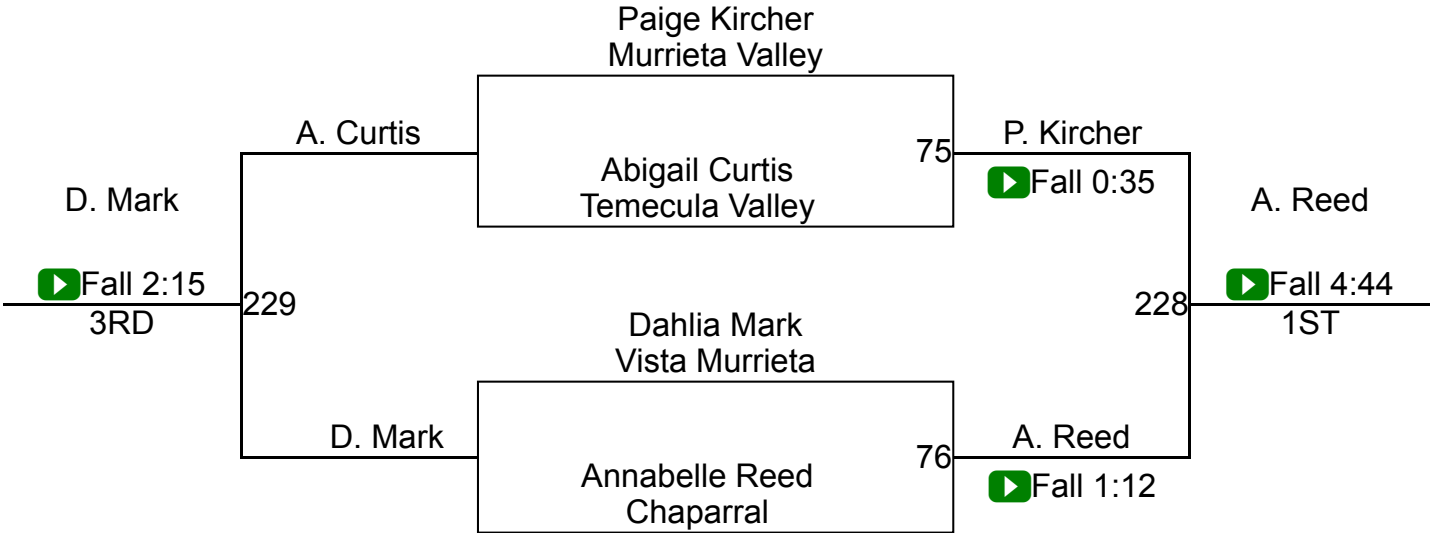 Paige Kircher
Murrieta Valley
A. Curtis
75
P. Kircher
Abigail Curtis
Temecula Valley
Fall 0:35
D. Mark
A. Reed
Fall 2:15
3RD
229
228
Fall 4:44
1ST
Dahlia Mark
Vista Murrieta
D. Mark
76
A. Reed
Annabelle Reed
Chaparral
Fall 1:12